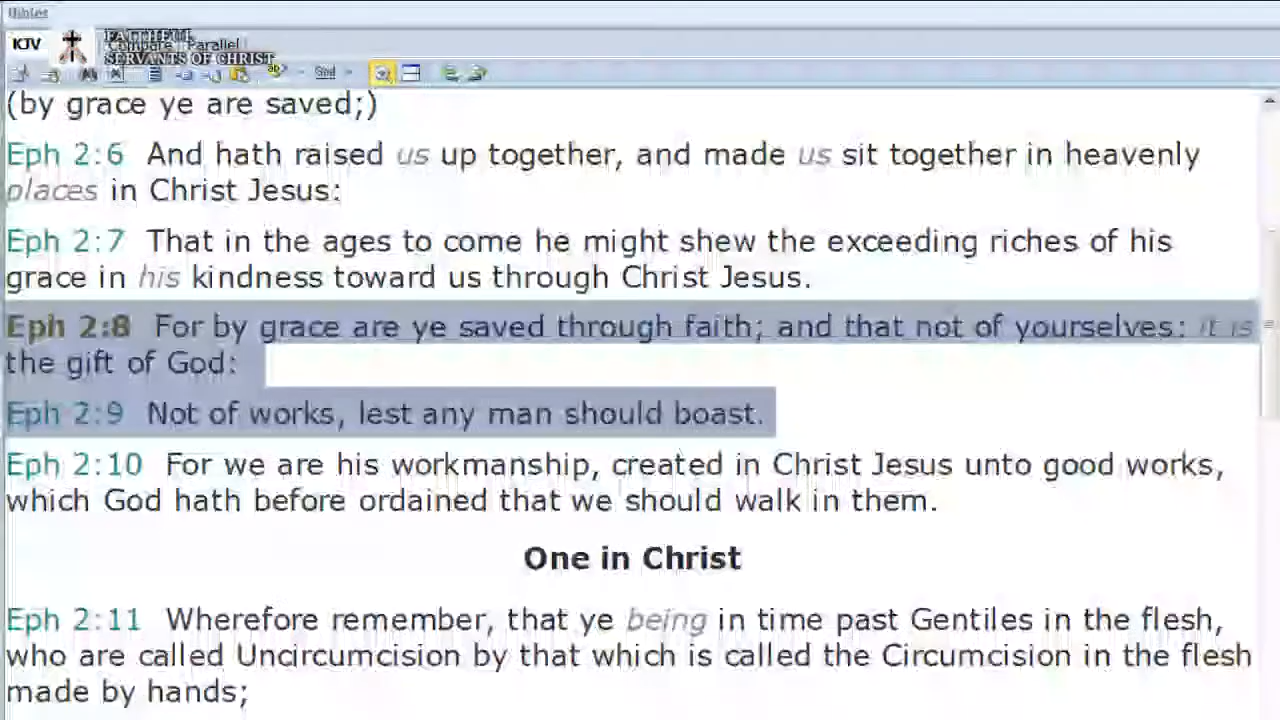 Bibles
KJV
FAITHFUL
Compare Parallel
SERVANTS OF CHRIST
(by grace ye are saved;)
Eph 2:6 And hath raised us up together, and made us sit together in heavenly
places in Christ Jesus:
Eph 2:7 That in the ages to come he might shew the exceeding riches of his
grace in his kindness toward us through Christ Jesus.
Eph 2:8 For by grace are ye saved through faith; and that not of yourselves: it is
the gift of God:
Eph 2:9 Not of works, lest any man should boast.
Eph 2:10 For we are his workmanship, created in Christ Jesus unto good works,
which God hath before ordained that we should walk in them.
One in Christ
Eph 2:11 Wherefore remember, that ye being in time past Gentiles in the flesh,
who are called Uncircumcision by that which is called the Circumcision in the flesh
made by hands;